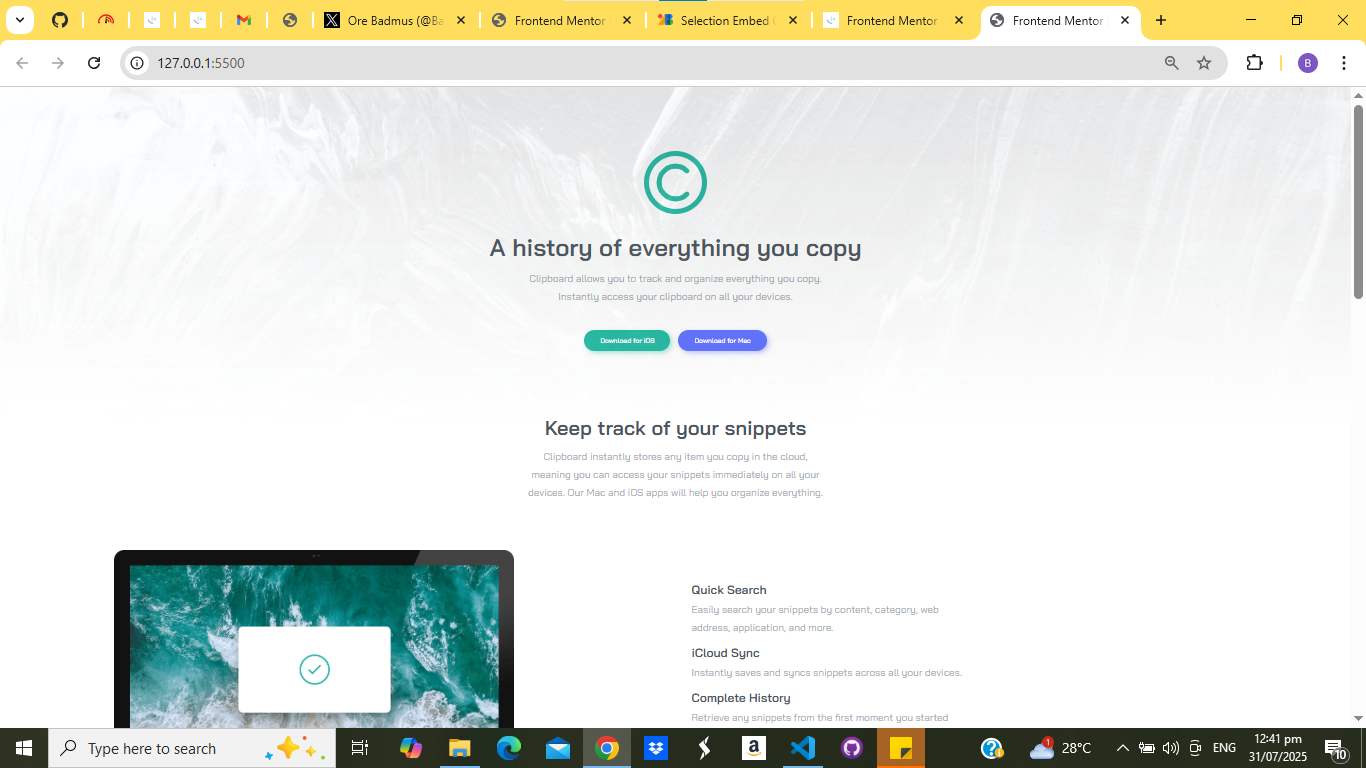 Ore Badmus (@Ba
Frontend Mentor
Selection Embed
Frontend Mentor
Frontend Mentor
127.0.0.1:5500
B
A history of everything you copy
Clipboard allows you to track and organize everything you copy.
Instantly access your clipboard on all your devices.
Download for iOS
Download for Mac
Keep track of your snippets
Clipboard instantly stores any item you copy in the cloud,
meaning you can access your snippets immediately on all your
devices. Our Mac and iOS apps will help you organize everything.
Quick Search
Easily search your snippets by content, category, web
address, application, and more.
iCloud Sync
Instantly saves and syncs snippets across all your devices.
Complete History
Retrieve any snippets from the first moment you started
Type here to search
1
28°C
ENG
12:41 pm
31/07/2025
10